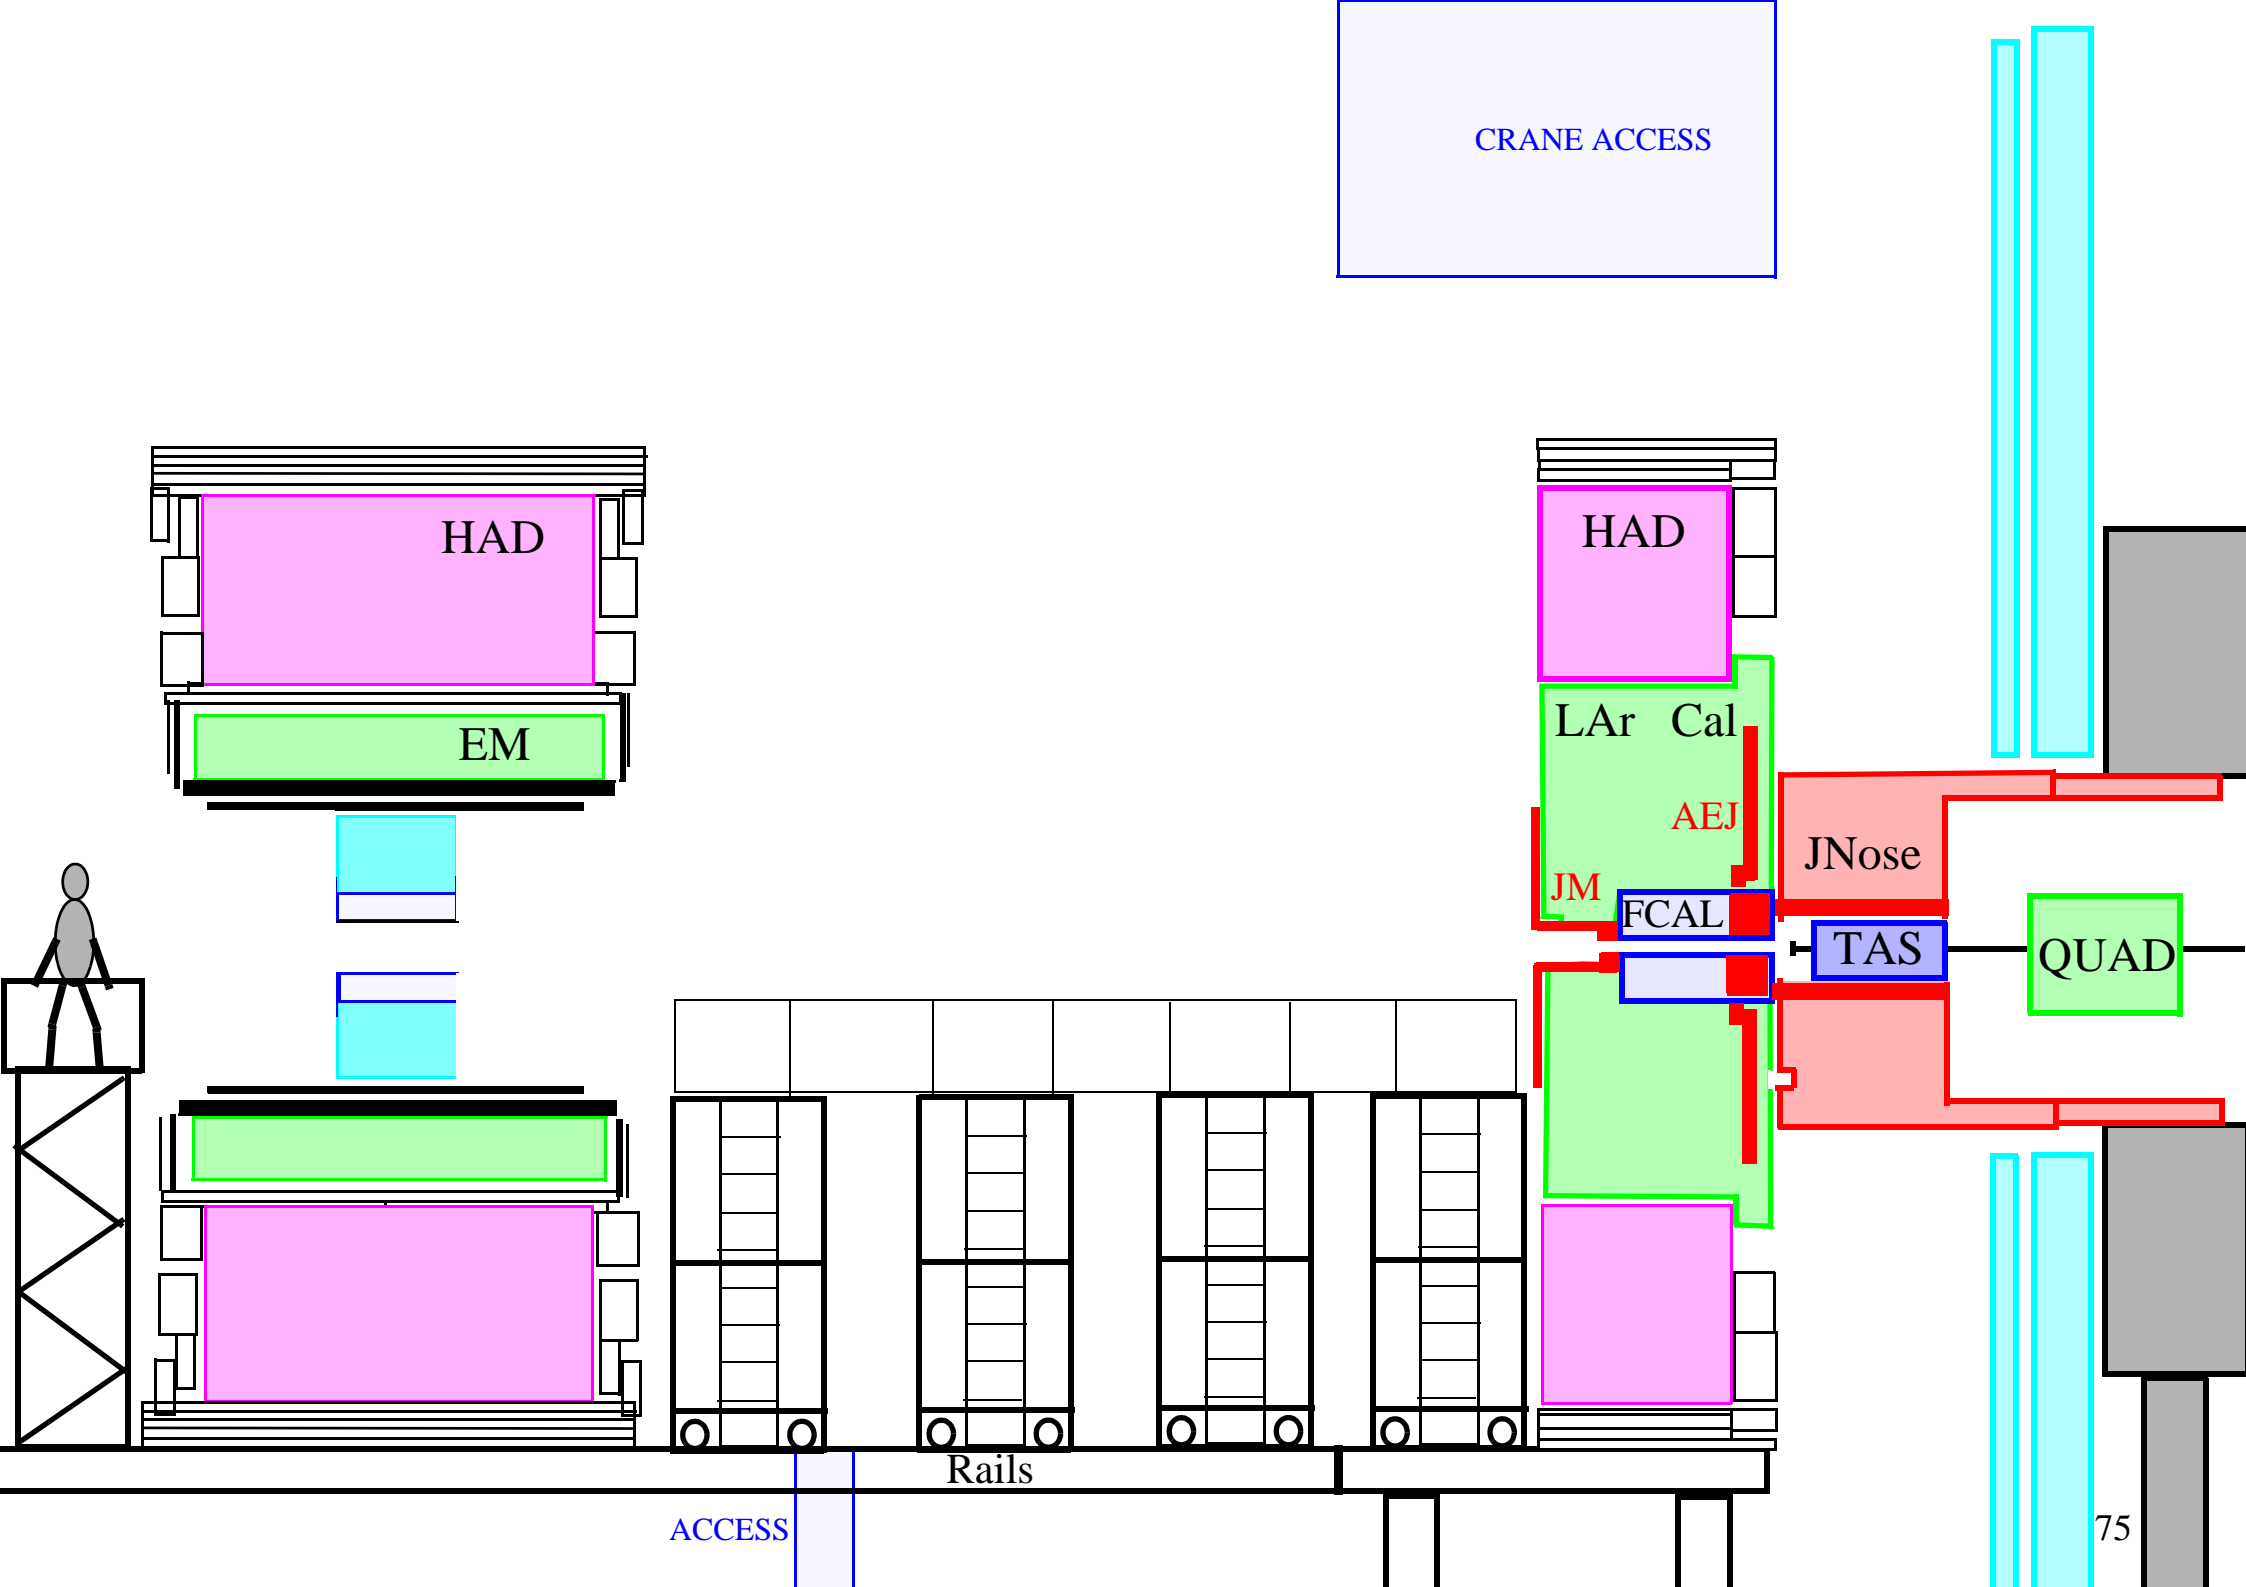 CRANE ACCESS
HAD
HAD
LAr Cal
EM
AEJ
JNose
JM
FCAL
TAS
QUAD
Rails
ACCESS
75